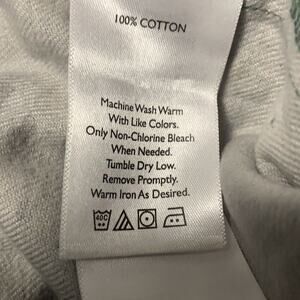 100% COTTON
Machine Wash Warm
With Like Colors.
Only Non-Chlorine Bleach
When Needed.
Tumble Dry Low.
Remove Promptly.
Warm Iron As Desired.
40C